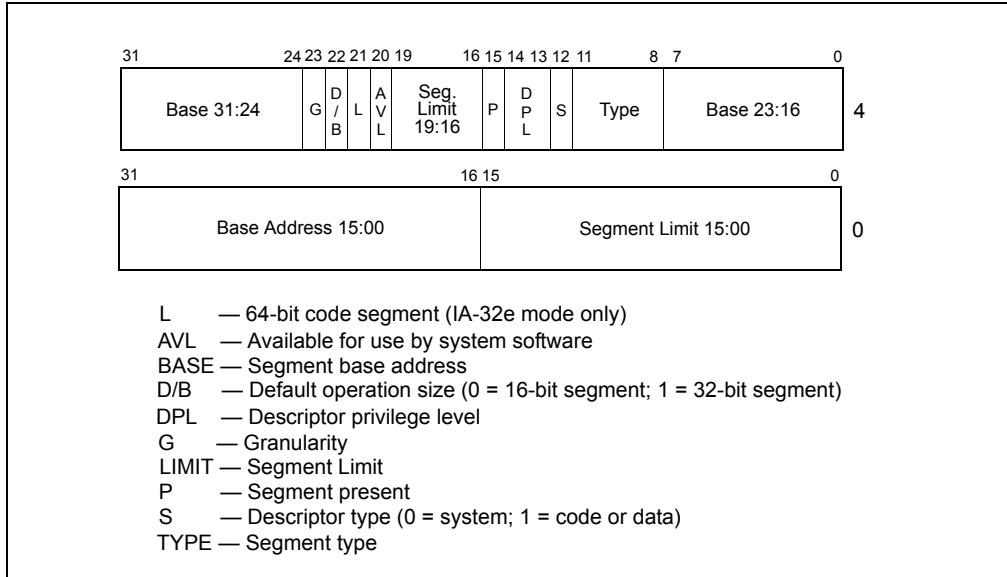 31 24 23 22 21 20 19 16 15 14 13 12 11 8 7 0
Base 31:24 G D/B L AVL Seg. Limit 19:16 P DPL S Type Base 23:16 4
31 16 15 0
Base Address 15:00 Segment Limit 15:00 0
L — 64-bit code segment (IA-32e mode only)
AVL — Available for use by system software
BASE — Segment base address
D/B — Default operation size (0 = 16-bit segment; 1 = 32-bit segment)
DPL — Descriptor privilege level
G — Granularity
LIMIT — Segment Limit
P — Segment present
S — Descriptor type (0 = system; 1 = code or data)
TYPE — Segment type